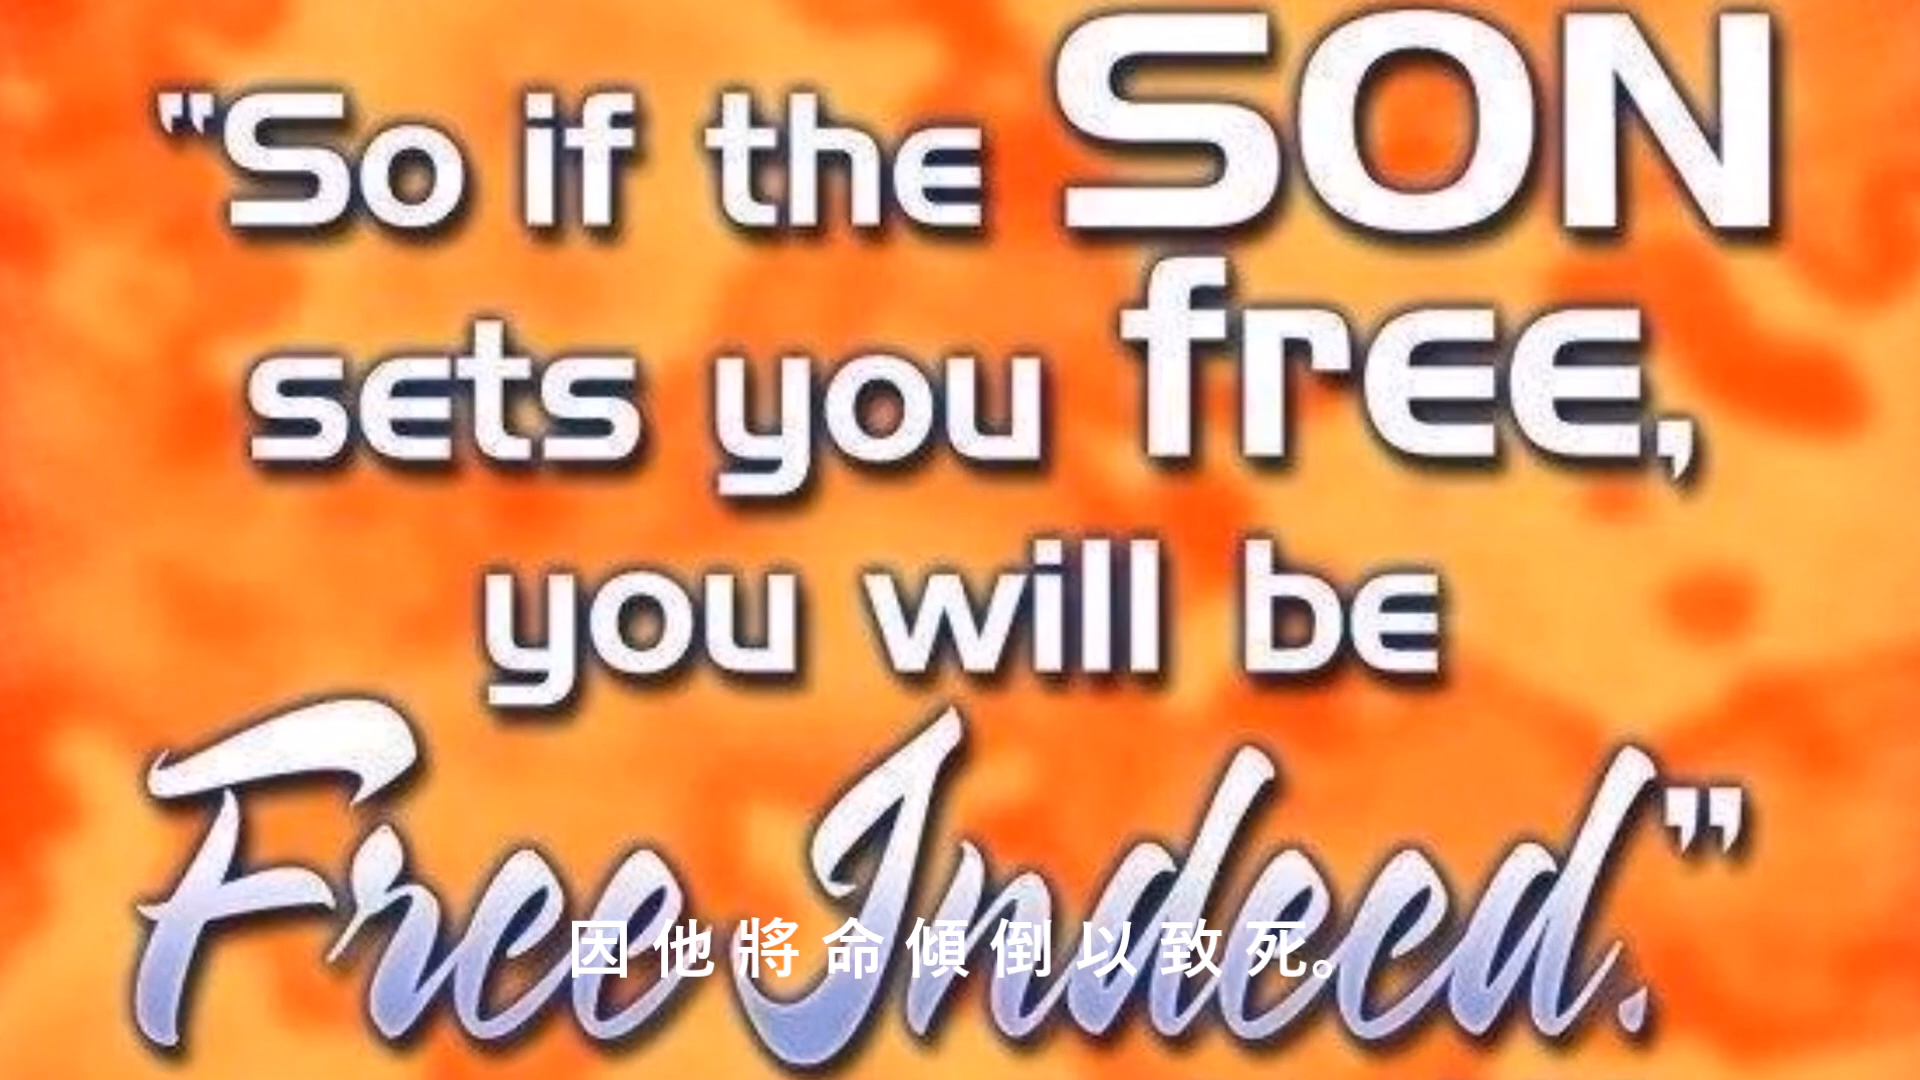 "So if the SON
sets you free,
you will be
Free Indeed."
因他將命傾倒以致死。